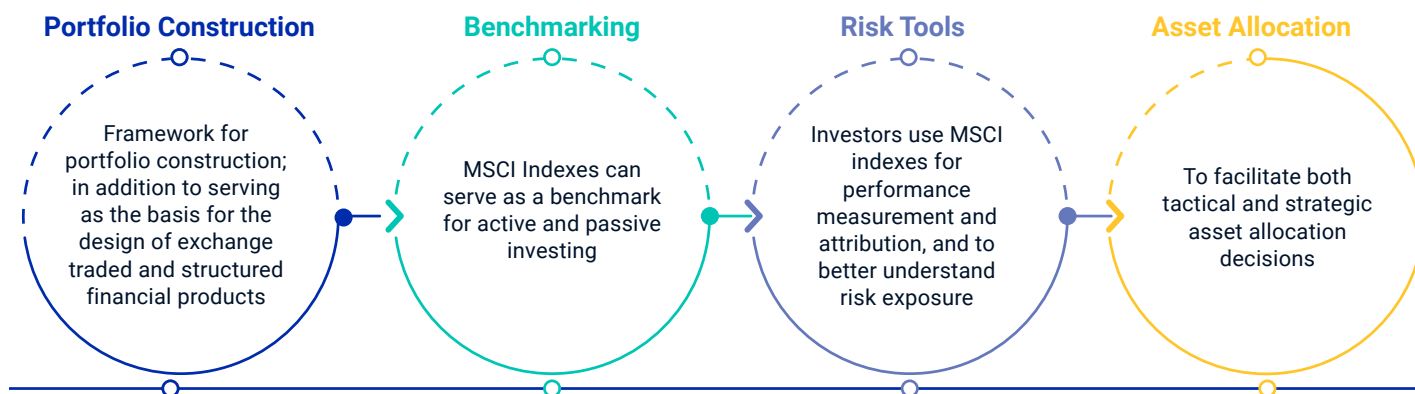 Portfolio Construction
Framework for
portfolio construction;
in addition to serving
as the basis for the
design of exchange
traded and structured
financial products
Benchmarking
MSCI Indexes can
serve as a benchmark
for active and passive
investing
Risk Tools
Investors use MSCI
indexes for
performance
measurement and
attribution, and to
better understand
risk exposure
Asset Allocation
To facilitate both
tactical and strategic
asset allocation
decisions